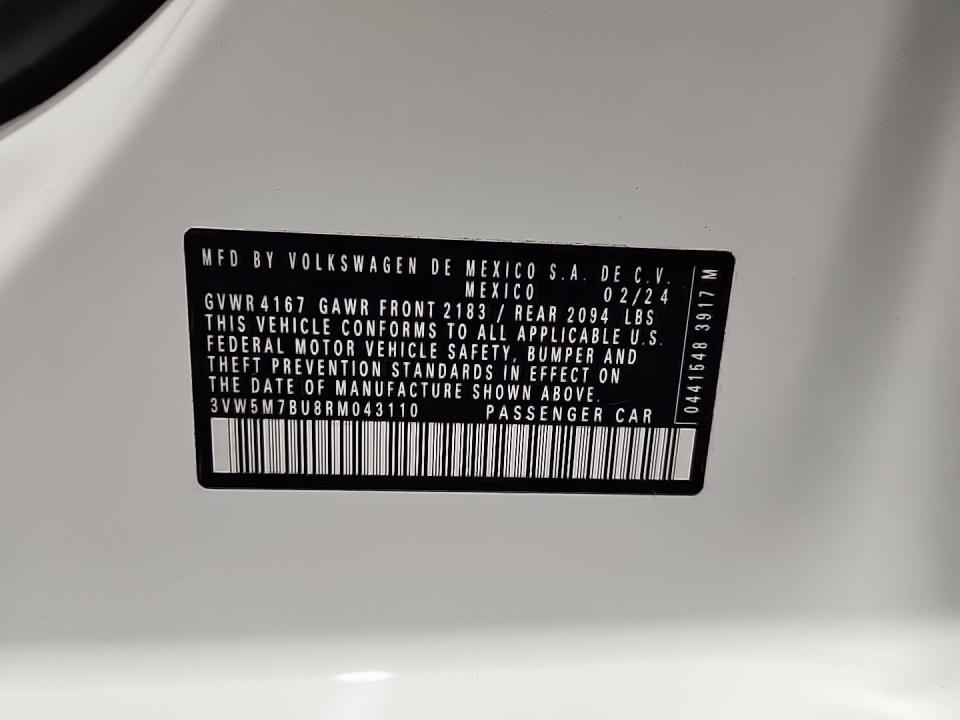 MFD BY VOLKSWAGEN DE MEXICO S.A. DE C.V.
MEXICO 02/24
GVWR 4167 GAWR FRONT 2183 / REAR 2094 LBS
THIS VEHICLE CONFORMS TO ALL APPLICABLE U.S.
FEDERAL MOTOR VEHICLE SAFETY, BUMPER AND
THEFT PREVENTION STANDARDS IN EFFECT ON
THE DATE OF MANUFACTURE SHOWN ABOVE.
3VW5M7BU8RM043110 PASSENGER CAR
0441548 3917 M